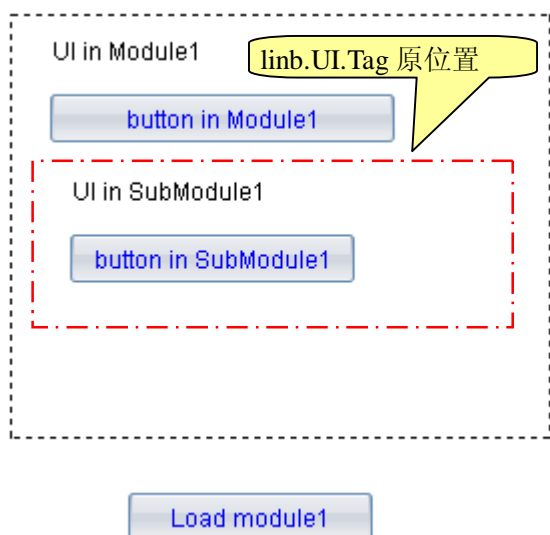 UI in Module1
linb.UI.Tag 原位置
button in Module1
UI in SubModule1
button in SubModule1
Load module1